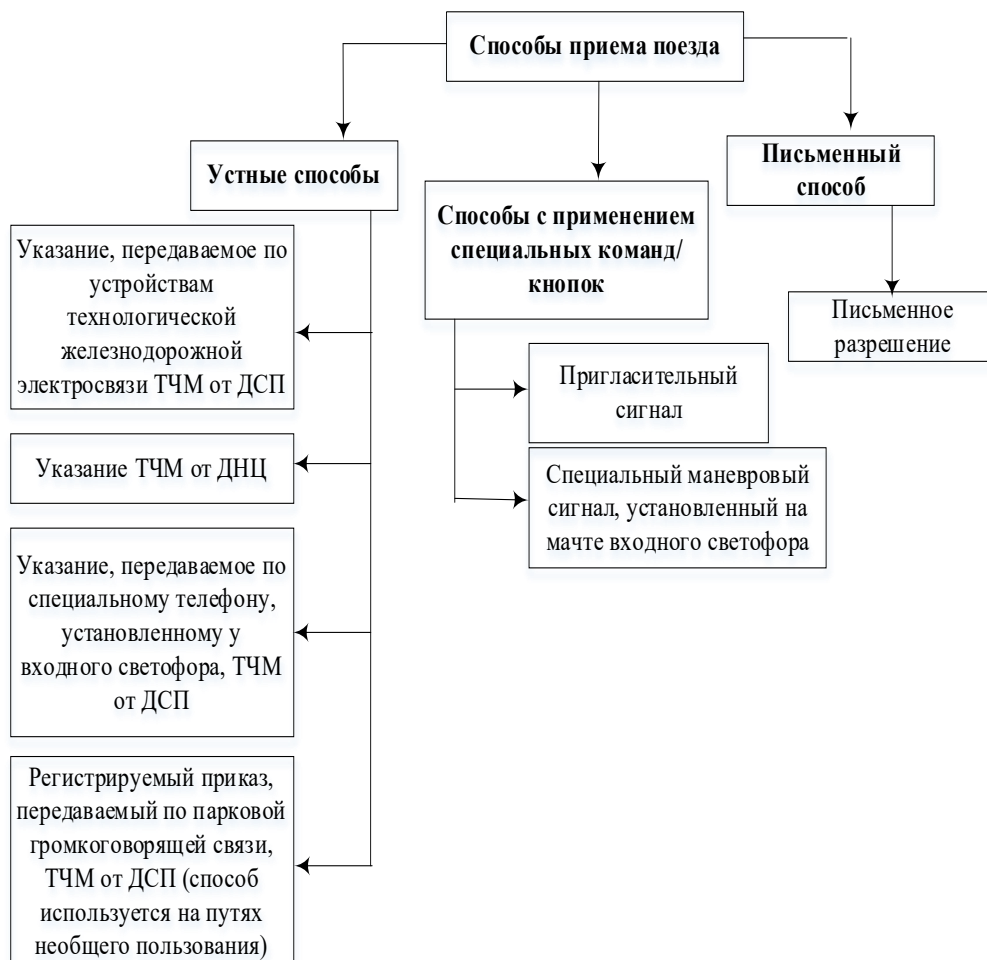 Способы приема поезда
Устные способы
Указание, передаваемое по
устройствам
технологической
железнодорожной
электросвязи ТЧМ от ДСП
Указание ТЧМ от ДНЦ
Указание, передаваемое по
специальному телефону,
установленному у
входного светофора, ТЧМ
от ДСП
Регистрируемый приказ,
передаваемый по парковой
громкоговорящей связи,
ТЧМ от ДСП (способ
используется на путях
необщего пользования)
Способы с применением
специальных команд/
кнопок
Пригласительный
сигнал
Специальный маневровый
сигнал, установленный на
мачте входного светофора
Письменный
способ
Письменное
разрешение